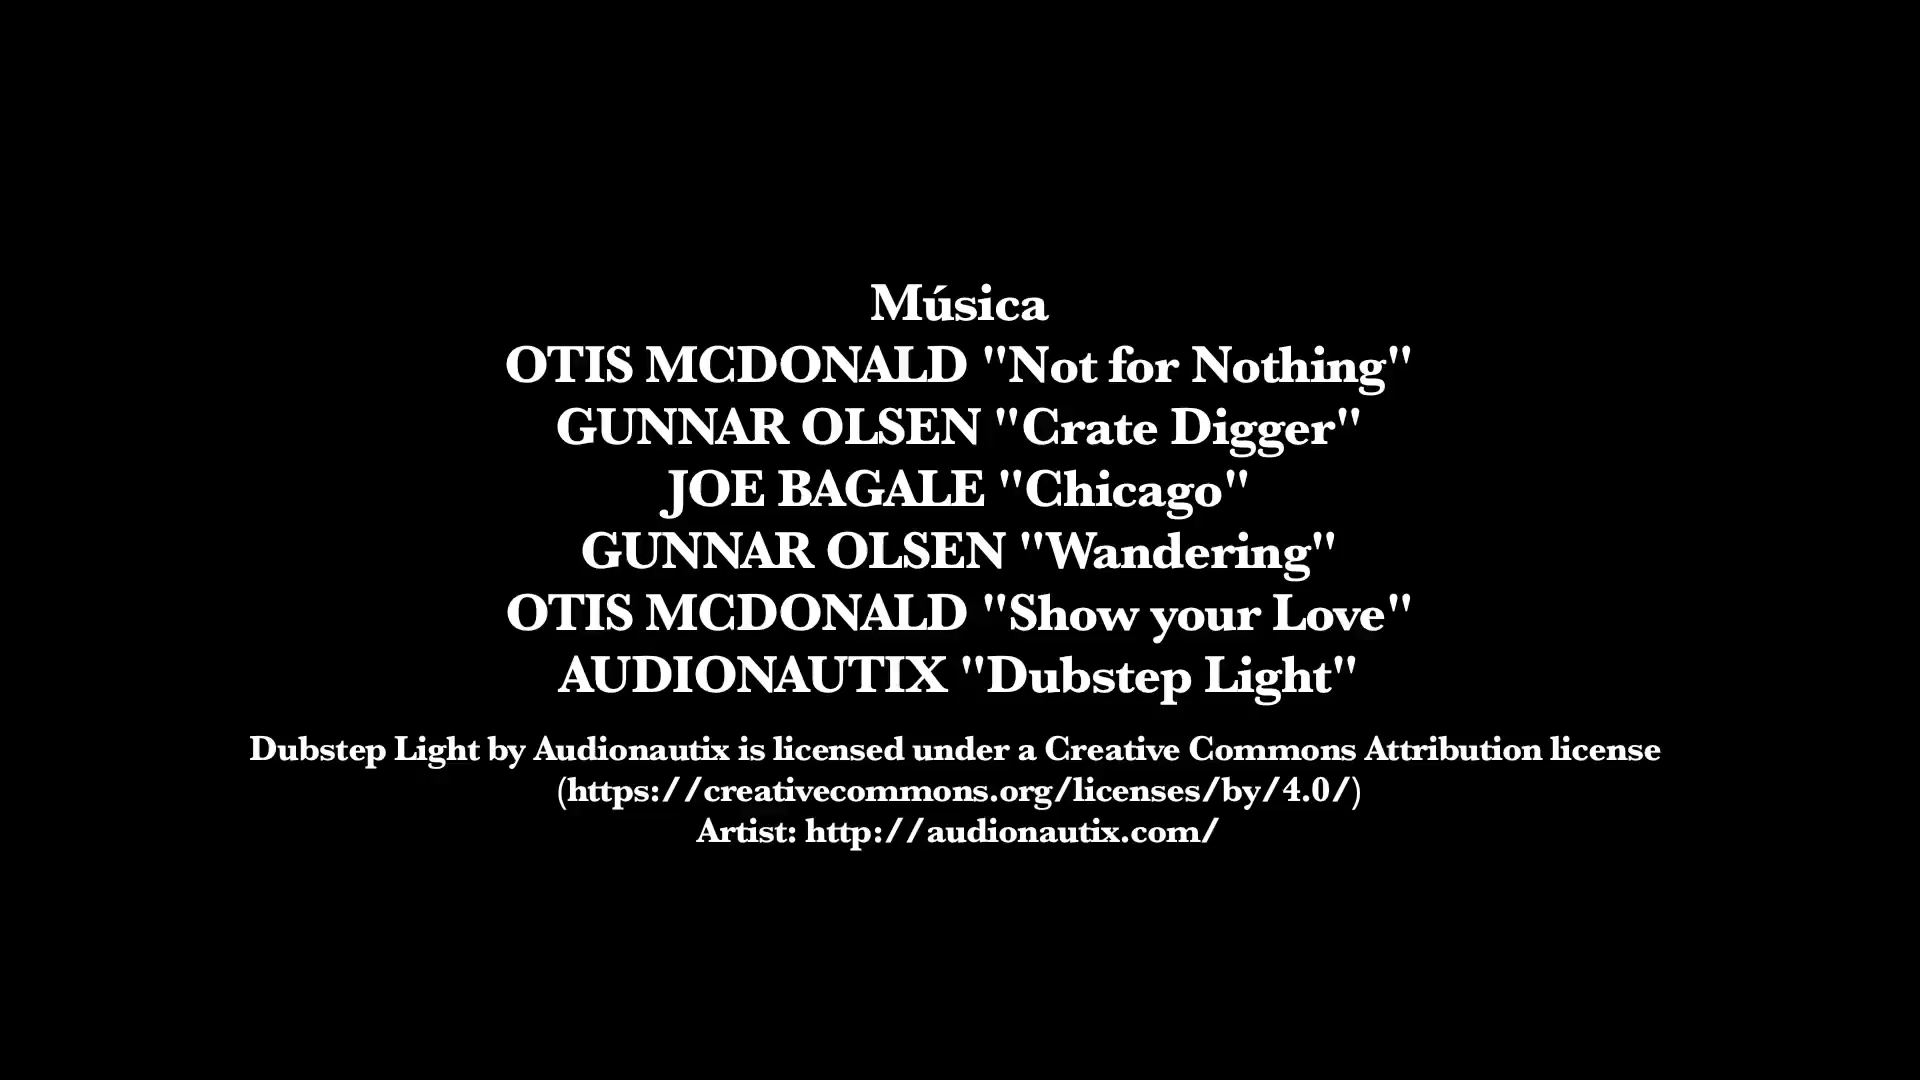 Música
OTIS MCDONALD "Not for Nothing"
GUNNAR OLSEN "Crate Digger"
JOE BAGALE "Chicago"
GUNNAR OLSEN "Wandering"
OTIS MCDONALD "Show your Love"
AUDIONAUTIX "Dubstep Light"
Dubstep Light by Audionautix is licensed under a Creative Commons Attribution license
(https://creativecommons.org/licenses/by/4.0/)
Artist: http://audionautix.com/